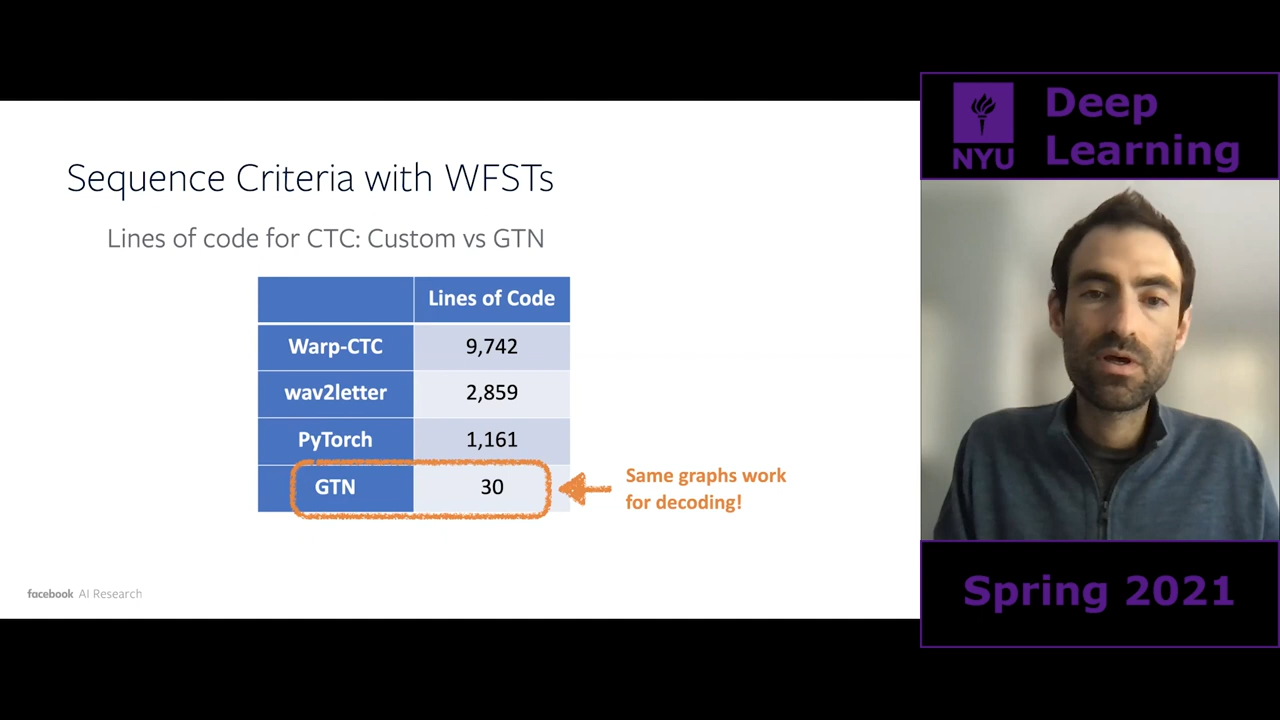 Sequence Criteria with WFSTs
Lines of code for CTC: Custom vs GTN
Lines of Code
Warp-CTC 9,742
wav2letter 2,859
PyTorch 1,161
GTN 30
Same graphs work
for decoding!
facebook AI Research
NYU
Deep
Learning
Spring 2021